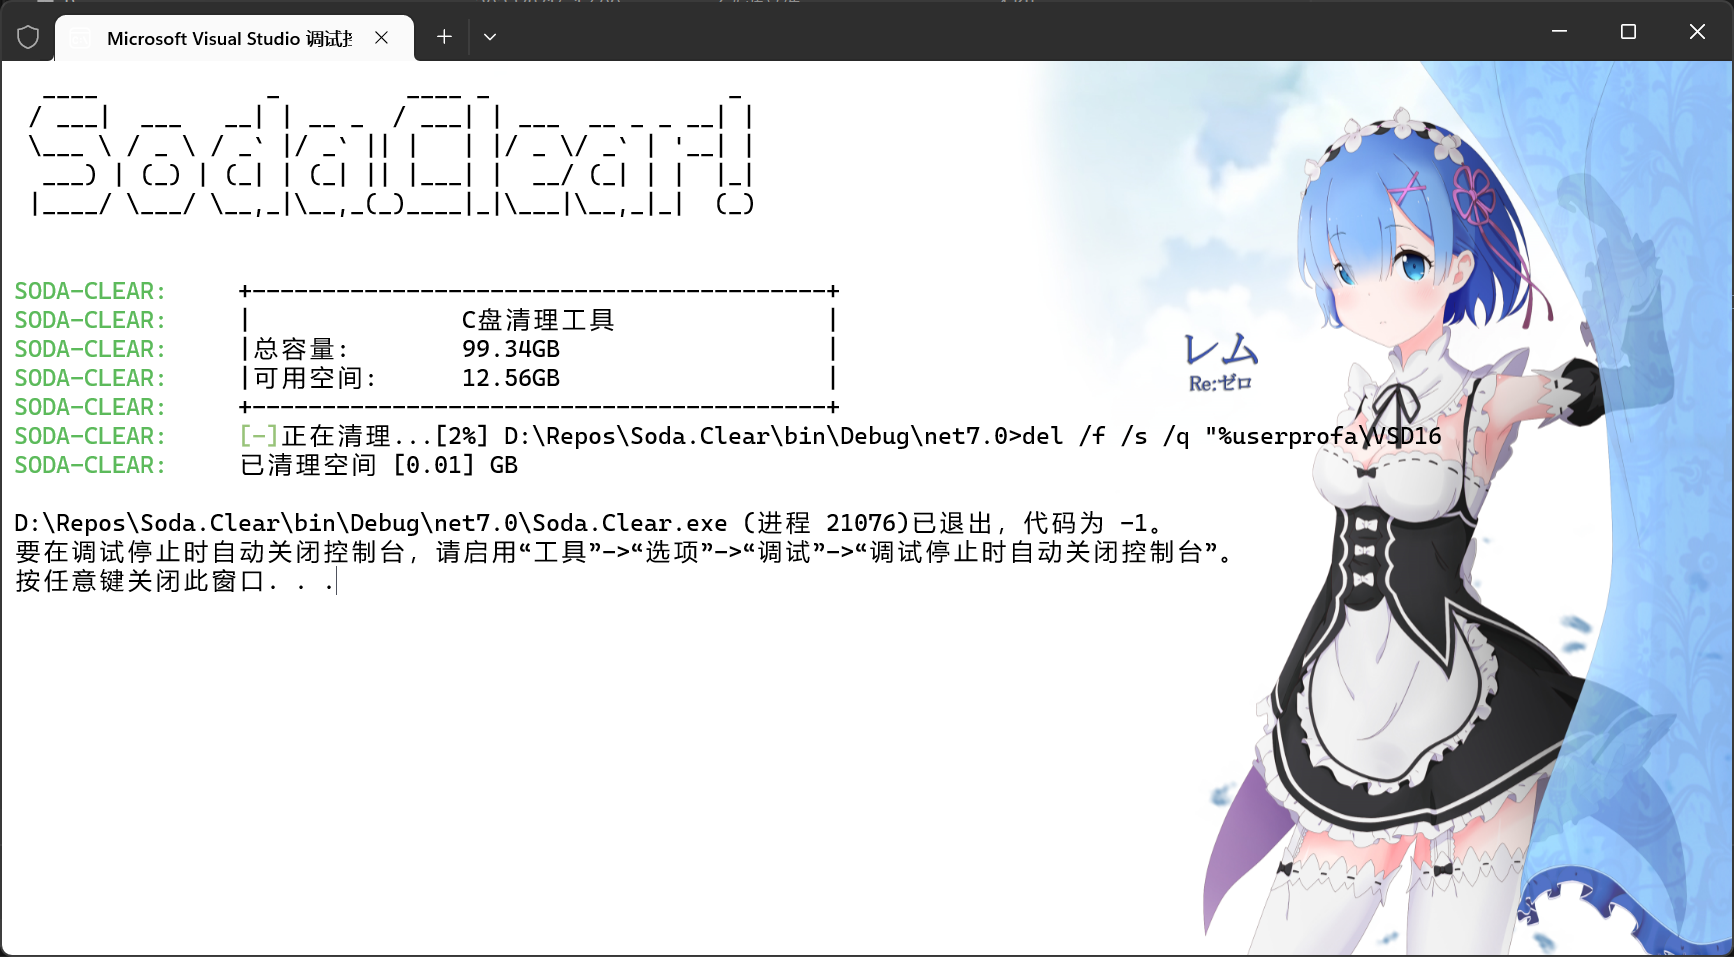 Microsoft Visual Studio 调试控
Soda.Clear!
SODA-CLEAR: +-----------------------------------------+
SODA-CLEAR: | C盘清理工具 |
SODA-CLEAR: |总容量: 99.34GB |
SODA-CLEAR: |可用空间: 12.56GB |
SODA-CLEAR: +-----------------------------------------+
SODA-CLEAR: [-]正在清理...[2%] D:\Repos\Soda.Clear\bin\Debug\net7.0>del /f /s /q "%userprofa\VSD16
SODA-CLEAR: 已清理空间 [0.01] GB
D:\Repos\Soda.Clear\bin\Debug\net7.0\Soda.Clear.exe (进程 21076)已退出，代码为 -1。
要在调试停止时自动关闭控制台，请启用“工具”->“选项”->“调试”->“调试停止时自动关闭控制台”。
按任意键关闭此窗口. . .
レム
Re:ゼロ